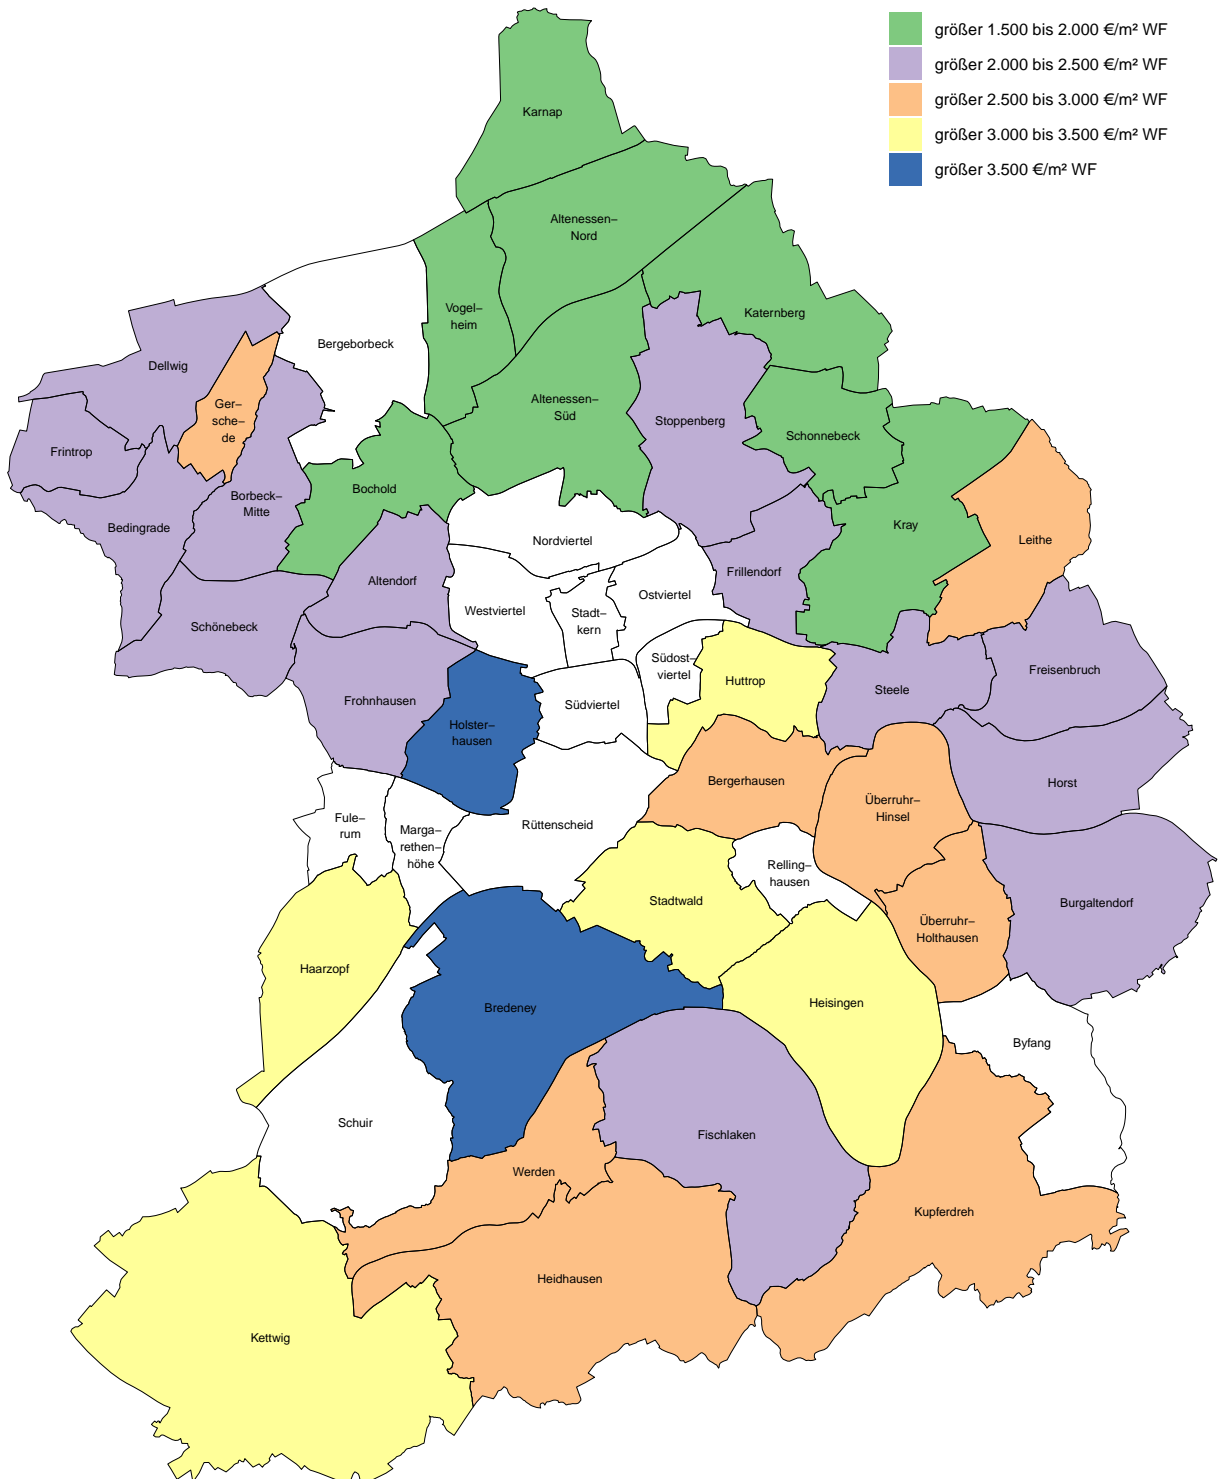 größer 1.500 bis 2.000 €/m² WF
größer 2.000 bis 2.500 €/m² WF
größer 2.500 bis 3.000 €/m² WF
größer 3.000 bis 3.500 €/m² WF
größer 3.500 €/m² WF
Karnap
Altenessen–
Nord
Vogel–
heim
Katernberg
Bergeborbeck
Dellwig
Ger–
sche–
de
Altenessen–
Süd
Stoppenberg
Schonnebeck
Frintrop
Bochold
Borbeck–
Mitte
Bedingrade
Kray
Leithe
Nordviertel
Frillendorf
Altendorf
Ostviertel
Westviertel
Stadt–
kern
Schönebeck
Südost–
viertel
Huttrop
Freisenbruch
Steele
Frohnhausen
Südviertel
Holster–
hausen
Bergerhausen
Horst
Überruhr–
Hinsel
Fule–
rum
Marga–
rethen–
höhe
Rüttenscheid
Relling–
hausen
Stadtwald
Burgaltendorf
Überruhr–
Holthausen
Haarzopf
Bredeney
Heisingen
Byfang
Schuir
Fischlaken
Werden
Kupferdreh
Heidhausen
Kettwig